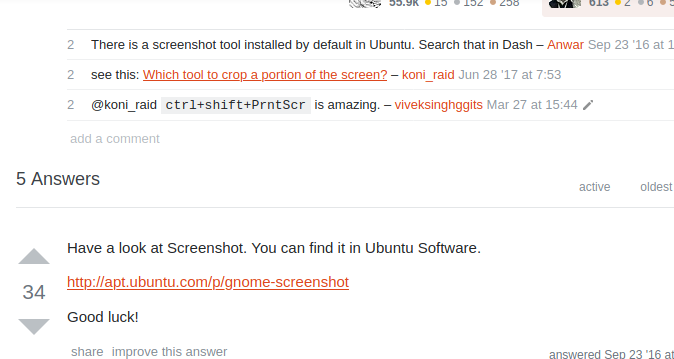 55.9k 15 152 258 613 2 6 5
2 There is a screenshot tool installed by default in Ubuntu. Search that in Dash – Anwar Sep 23 '16 at 1
2 see this: Which tool to crop a portion of the screen? – koni_raid Jun 28 '17 at 7:53
2 @koni_raid ctrl+shift+PrntScr is amazing. – viveksinghggits Mar 27 at 15:44
add a comment
5 Answers
active oldest
Have a look at Screenshot. You can find it in Ubuntu Software.
http://apt.ubuntu.com/p/gnome-screenshot
34
Good luck!
share improve this answer
answered Sep 23 '16 at